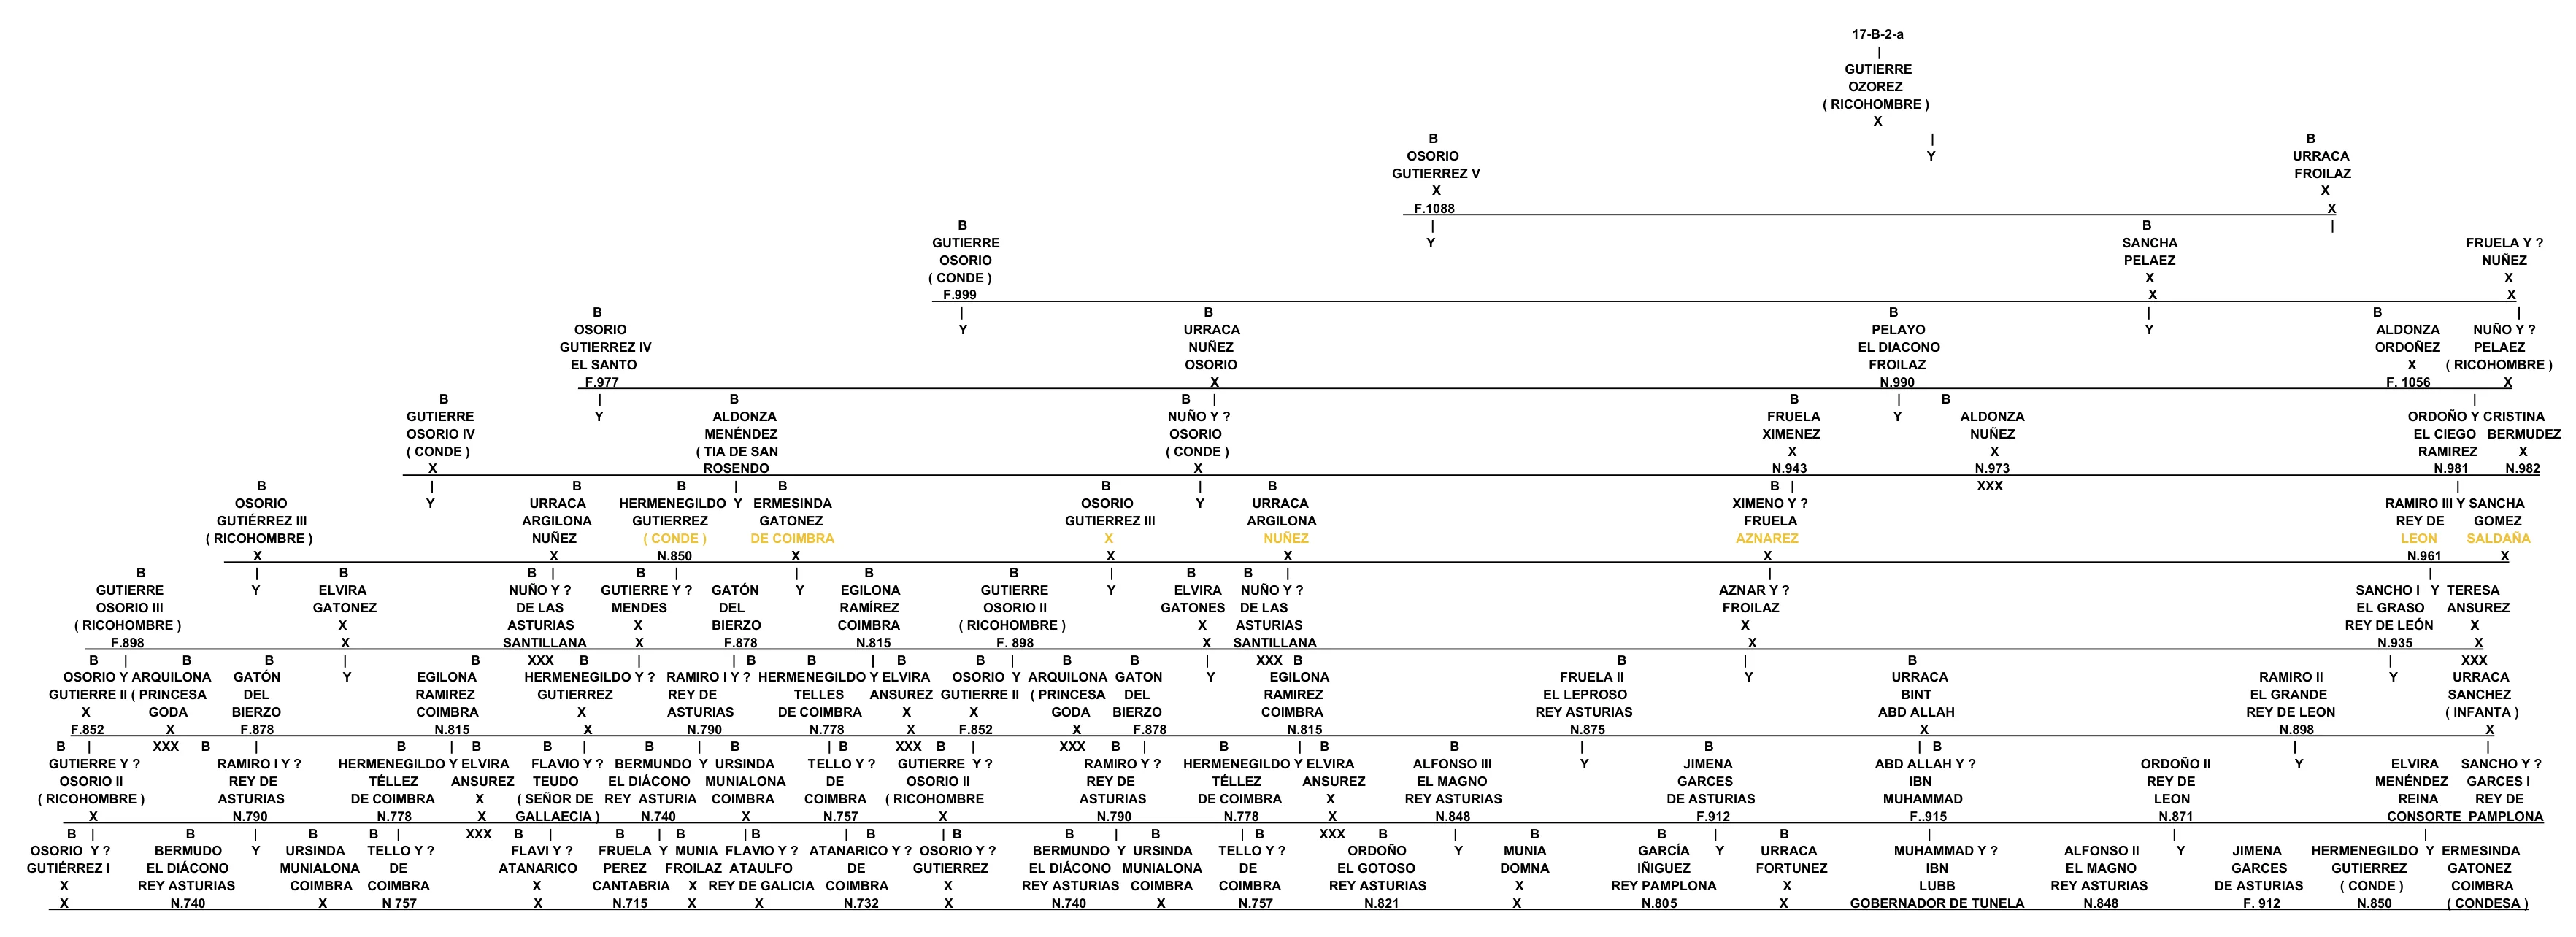 17-B-2-a
|
GUTIERRE
OZOREZ
( RICOHOMBRE )
X
B | B
OSORIO Y URRACA
GUTIERREZ V FROILAZ
X X
F.1088 X
B | B |
GUTIERRE Y SANCHA FRUELA Y ?
OSORIO PELAEZ NUÑEZ
( CONDE ) X X
F.999 X X
B | B B | B |
OSORIO Y URRACA PELAYO Y ALDONZA NUÑO Y ?
GUTIERREZ IV NUÑEZ EL DIACONO ORDOÑEZ PELAEZ
EL SANTO OSORIO FROILAZ X ( RICOHOMBRE )
F.977 X N.990 F. 1056 X
B | B B | B | B |
GUTIERRE Y ALDONZA NUÑO Y ? FRUELA Y ALDONZA ORDOÑO Y CRISTINA
OSORIO IV MENÉNDEZ OSORIO XIMENEZ NUÑEZ EL CIEGO BERMUDEZ
( CONDE ) ( TIA DE SAN ( CONDE ) X X RAMIREZ X
X ROSENDO X N.943 N.973 N.981 N.982
B | B B | B B | B B | XXX |
OSORIO Y URRACA HERMENEGILDO Y ERMESINDA OSORIO Y URRACA XIMENO Y ? RAMIRO III Y SANCHA
GUTIÉRREZ III ARGILONA GUTIERREZ GATONEZ GUTIERREZ III ARGILONA FRUELA REY DE GOMEZ
( RICOHOMBRE ) NUÑEZ ( CONDE ) DE COIMBRA X NUÑEZ AZNAREZ LEON SALDAÑA
X X N.850 X X X X N.961 X
B | B B | B | B | B B | B B | | |
GUTIERRE Y ELVIRA NUÑO Y ? GUTIERRE Y ? GATÓN Y EGILONA GUTIERRE Y ELVIRA NUÑO Y ? AZNAR Y ? SANCHO I Y TERESA
OSORIO III GATONEZ DE LAS MENDES DEL RAMÍREZ OSORIO II GATONES DE LAS FROILAZ EL GRASO ANSUREZ
( RICOHOMBRE ) X ASTURIAS X BIERZO COIMBRA ( RICOHOMBRE ) X ASTURIAS X REY DE LEÓN X
F.898 X SANTILLANA X F.878 N.815 F. 898 X SANTILLANA X N.935 X
B | B B | B XXX B | | B B | B B | B B | XXX B B | B | XXX
OSORIO Y ARQUILONA GATÓN Y EGILONA HERMENEGILDO Y ? RAMIRO I Y ? HERMENEGILDO Y ELVIRA OSORIO Y ARQUILONA GATON Y EGILONA FRUELA II Y URRACA RAMIRO II Y URRACA
GUTIERRE II ( PRINCESA DEL RAMIREZ GUTIERREZ REY DE TELLES ANSUREZ GUTIERRE II ( PRINCESA DEL RAMIREZ EL LEPROSO BINT EL GRANDE SANCHEZ
X GODA BIERZO COIMBRA X ASTURIAS DE COIMBRA X X GODA BIERZO COIMBRA REY ASTURIAS ABD ALLAH REY DE LEON ( INFANTA )
F.852 X F.878 N.815 X N.790 N.778 X F.852 X F.878 N.815 N.875 X N.898 X
B | XXX B | B | B B | B | B | B XXX B | XXX B | B | B B | B | B | |
GUTIERRE Y ? RAMIRO I Y ? HERMENEGILDO Y ELVIRA FLAVIO Y ? BERMUNDO Y URSINDA TELLO Y ? GUTIERRE Y ? RAMIRO Y ? HERMENEGILDO Y ELVIRA ALFONSO III Y JIMENA ABD ALLAH Y ? ORDOÑO II Y ELVIRA SANCHO Y ?
OSORIO II REY DE TÉLLEZ ANSUREZ TEUDO EL DIÁCONO MUNIALONA DE OSORIO II REY DE TÉLLEZ ANSUREZ EL MAGNO GARCES IBN REY DE MENÉNDEZ GARCES I
( RICOHOMBRE ) ASTURIAS DE COIMBRA X ( SEÑOR DE REY ASTURIA COIMBRA COIMBRA ( RICOHOMBRE ASTURIAS DE COIMBRA X REY ASTURIAS DE ASTURIAS MUHAMMAD LEON REINA REY DE
X N.790 N.778 X GALLAECIA ) N.740 X N.757 X N.790 N.778 X N.848 F.912 F..915 N.871 CONSORTE PAMPLONA
B | B | B B | XXX B | B | B | B | B | B B | B B | XXX B | B B | B | | |
OSORIO Y ? BERMUDO Y URSINDA TELLO Y ? FLAVI Y ? FRUELA Y MUNIA FLAVIO Y ? ATANARICO Y ? OSORIO Y ? BERMUNDO Y URSINDA TELLO Y ? ORDOÑO Y MUNIA GARCÍA Y URRACA MUHAMMAD Y ? ALFONSO II Y JIMENA HERMENEGILDO Y ERMESINDA
GUTIÉRREZ I EL DIÁCONO MUNIALONA DE ATANARICO PEREZ FROILAZ ATAULFO DE GUTIERREZ EL DIÁCONO MUNIALONA DE EL GOTOSO DOMNA IÑIGUEZ FORTUNEZ IBN EL MAGNO GARCES GUTIERREZ GATONEZ
X REY ASTURIAS COIMBRA COIMBRA X CANTABRIA X REY DE GALICIA COIMBRA X REY ASTURIAS COIMBRA COIMBRA REY ASTURIAS X REY PAMPLONA X LUBB REY ASTURIAS DE ASTURIAS ( CONDE ) COIMBRA
X N.740 X N 757 X N.715 X X N.732 X N.740 X N.757 N.821 X N.805 X GOBERNADOR DE TUNELA N.848 F. 912 N.850 ( CONDESA )